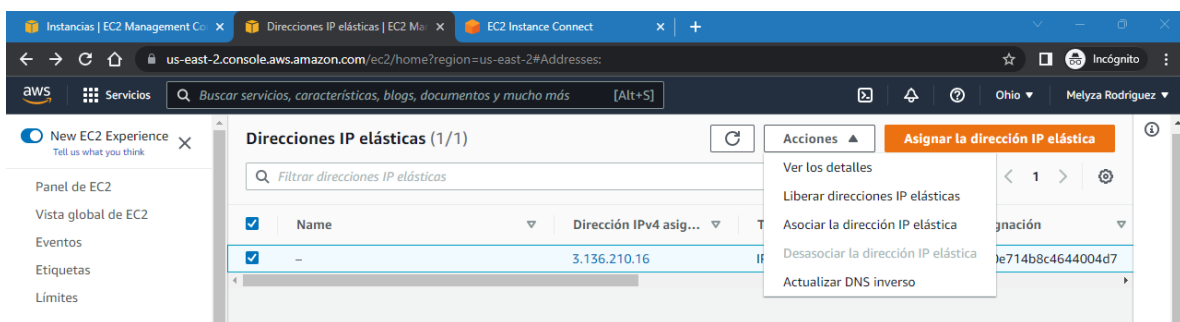 Instancias | EC2 Management Co
Direcciones IP elásticas | EC2 Ma
EC2 Instance Connect
us-east-2.console.aws.amazon.com/ec2/home?region=us-east-2#Addresses:
Incógnito
aws
Servicios
Buscar servicios, características, blogs, documentos y mucho más
[Alt+S]
Ohio
Melyza Rodriguez
New EC2 Experience
Tell us what you think
Panel de EC2
Vista global de EC2
Eventos
Etiquetas
Límites
Direcciones IP elásticas (1/1)
Acciones
Asignar la dirección IP elástica
Filtrar direcciones IP elásticas
1
Ver los detalles
Liberar direcciones IP elásticas
Asociar la dirección IP elástica
Desasociar la dirección IP elástica
Actualizar DNS inverso
Name
Dirección IPv4 asig...
T
gnación
–
3.136.210.16
IP
0e714b8c4644004d7